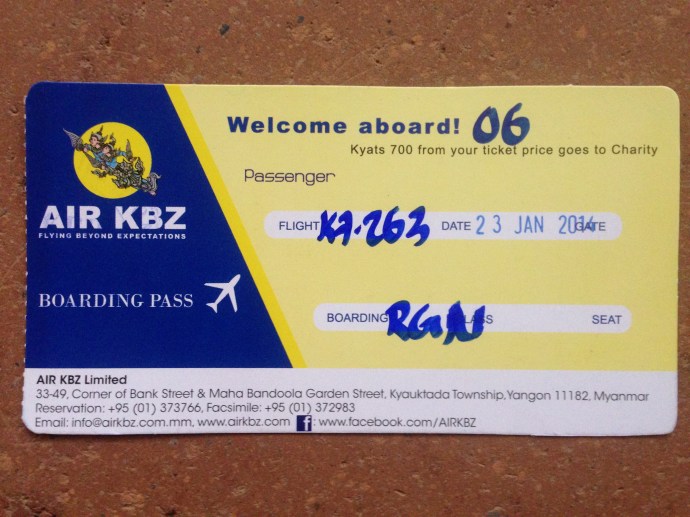 Welcome aboard! 06
Kyats 700 from your ticket price goes to Charity
Passenger
AIR KBZ
FLYING BEYOND EXPECTATIONS
FLIGHT K7-263 DATE 23 JAN 2014 GATE
BOARDING PASS
BOARDING RGN CLASS SEAT
AIR KBZ Limited
33-49, Corner of Bank Street & Maha Bandoola Garden Street, Kyauktada Township,Yangon 11182, Myanmar
Reservation: +95 (01) 373766, Facsimile: +95 (01) 372983
Email: info@airkbz.com.mm, www.airkbz.com f : www.facebook.com/AIRKBZ